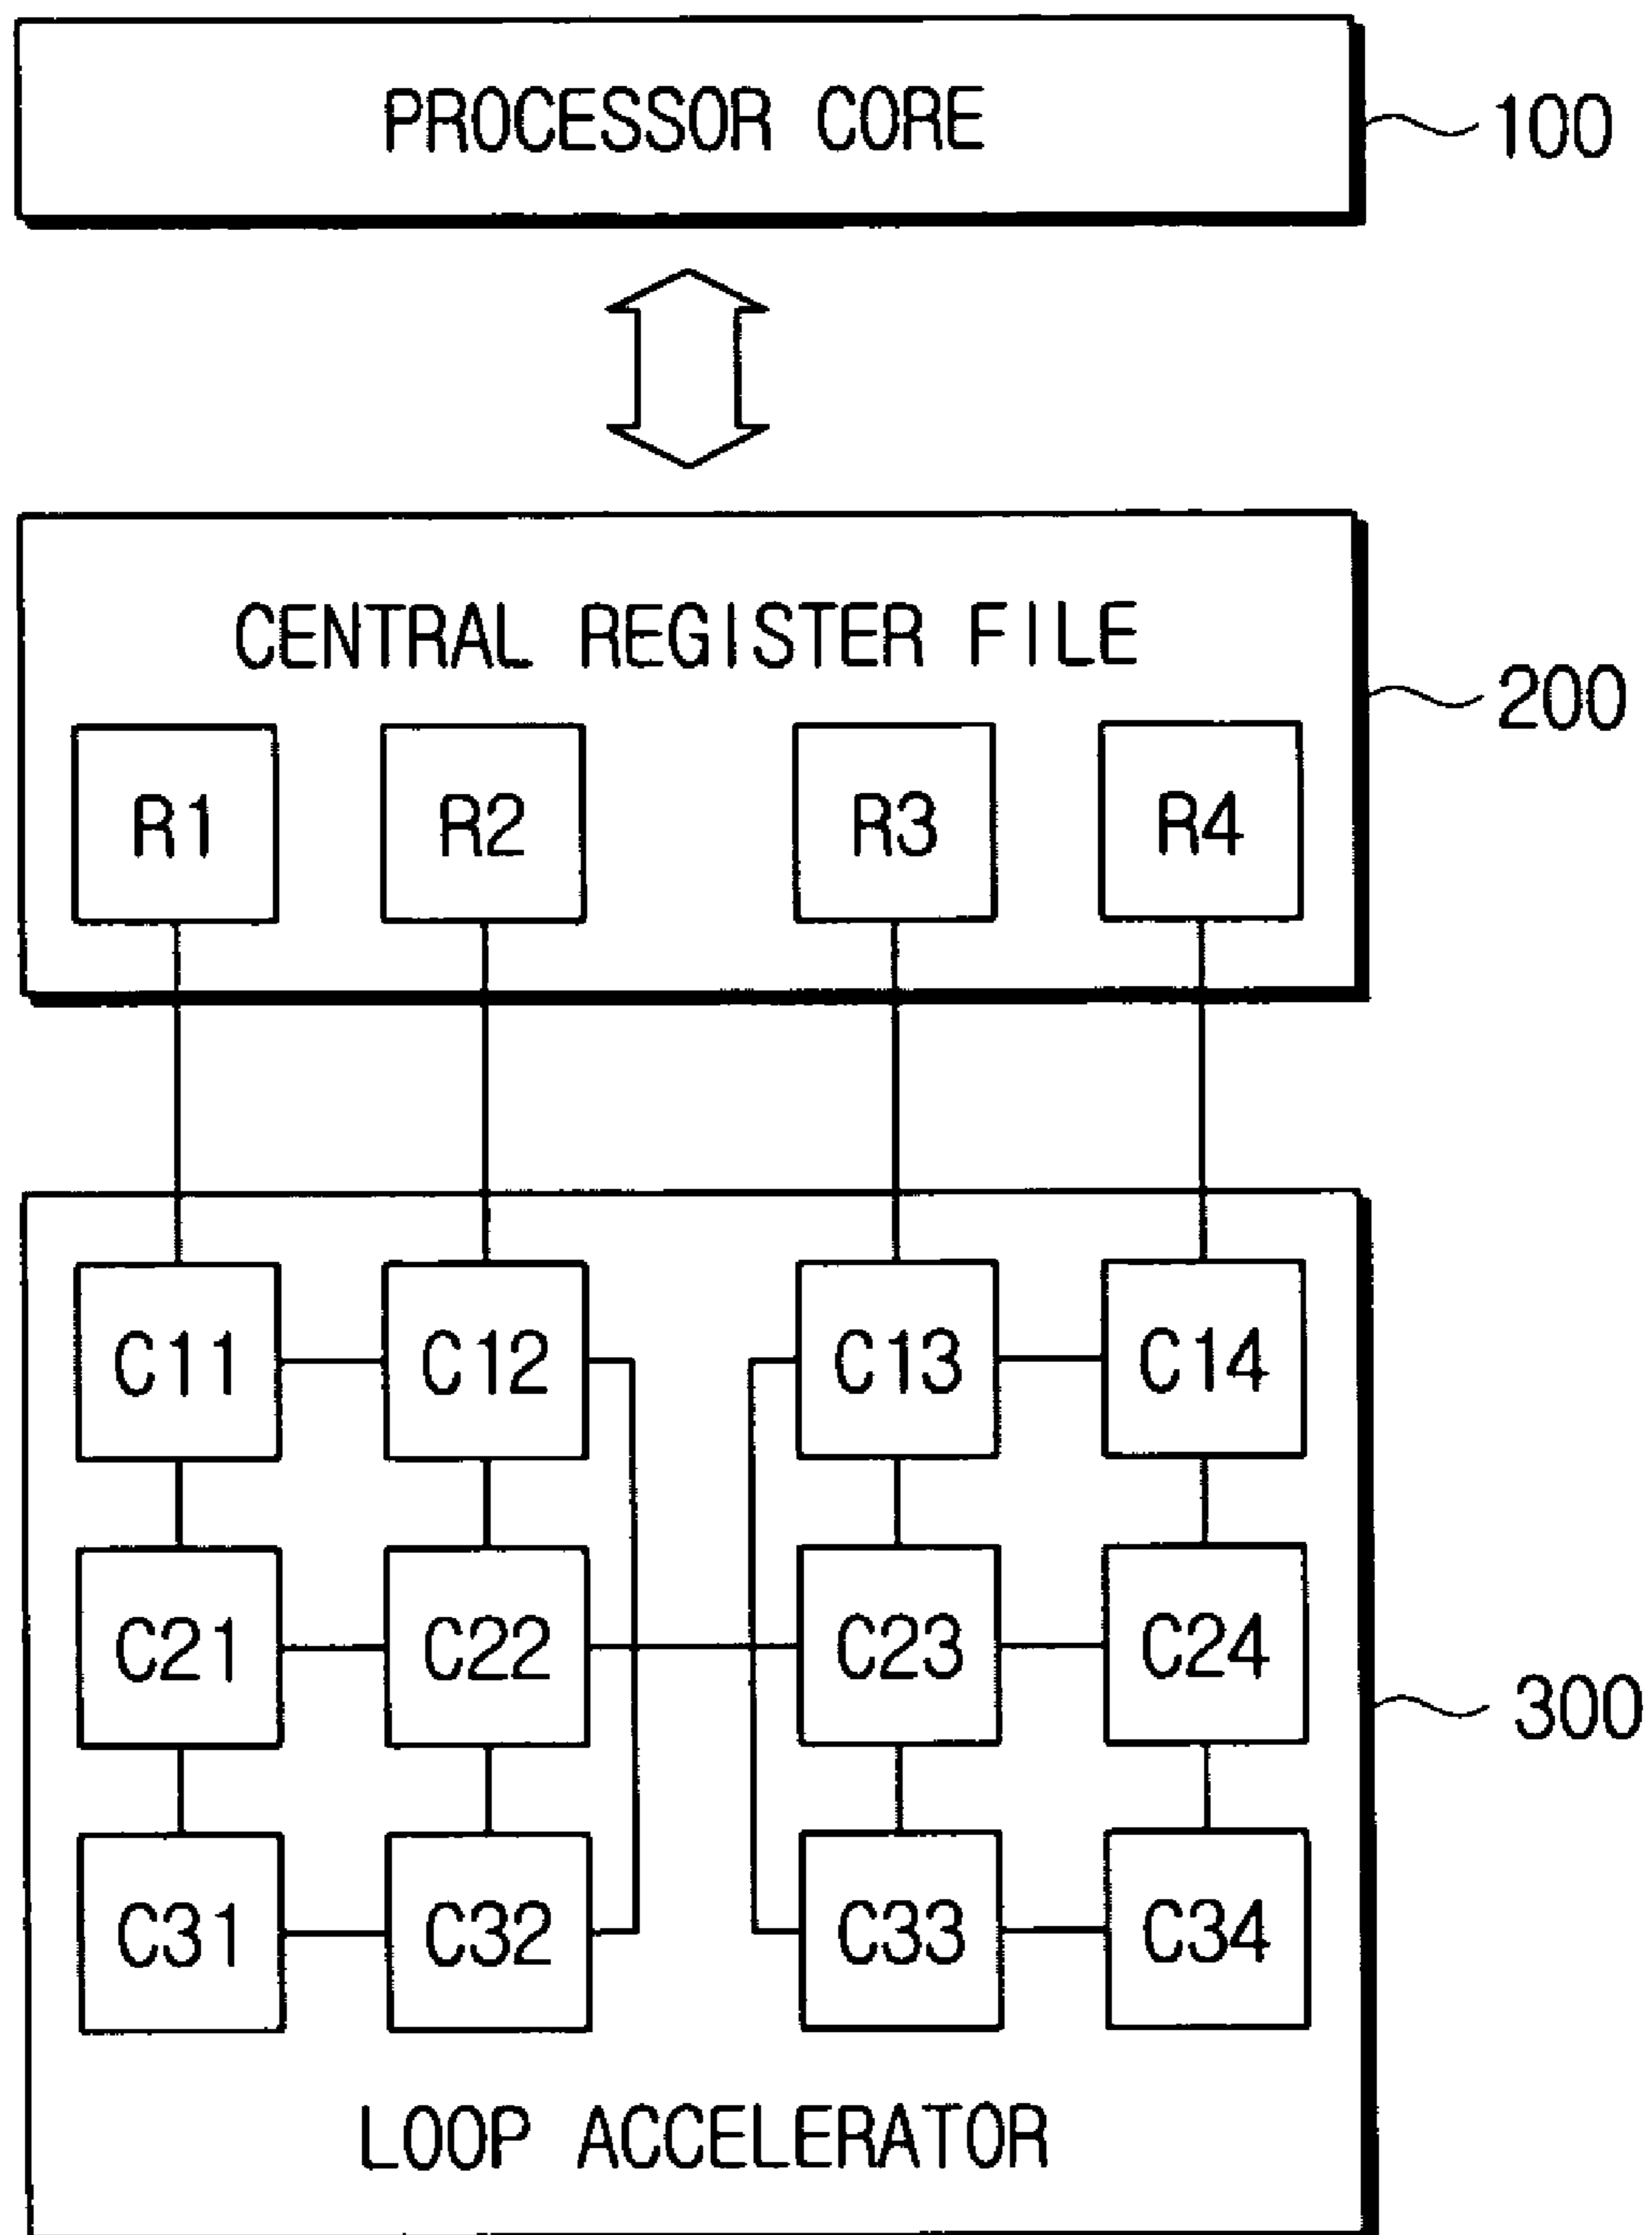 PROCESSOR CORE
100
CENTRAL REGISTER FILE
200
R1 R2 R3 R4
C11 C12 C13 C14
C21 C22 C23 C24
300
C31 C32 C33 C34
LOOP ACCELERATOR